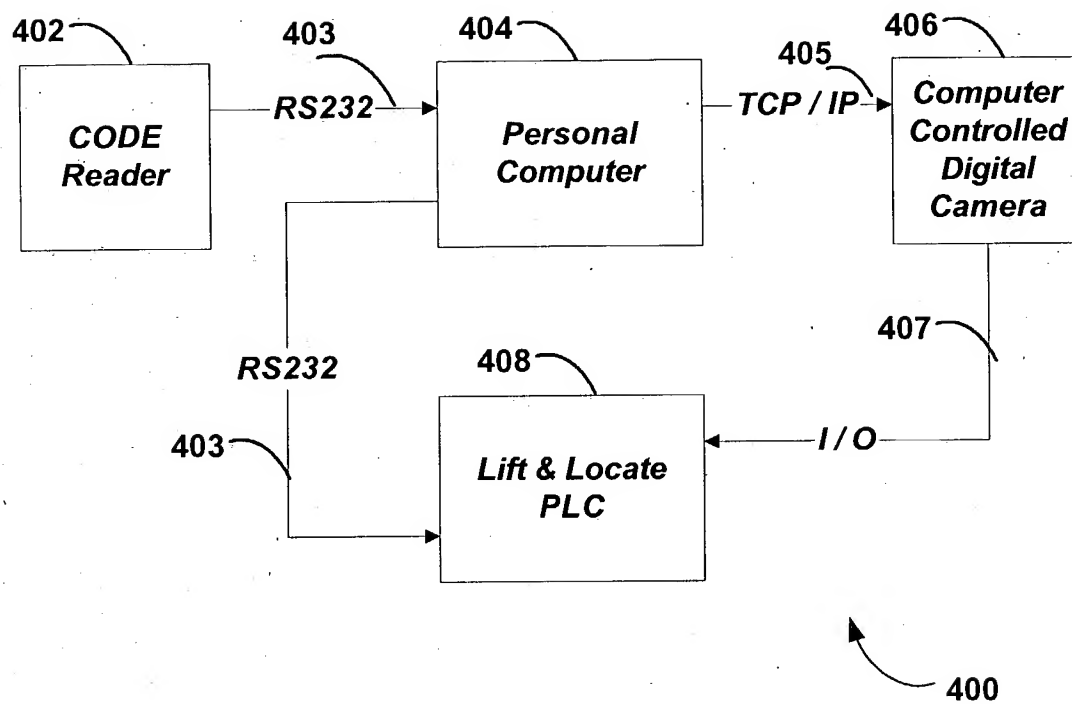 402
403
404
405
406
CODE
Reader
RS232
Personal
Computer
TCP / IP
Computer
Controlled
Digital
Camera
407
RS232
408
403
Lift & Locate
PLC
I / O
400